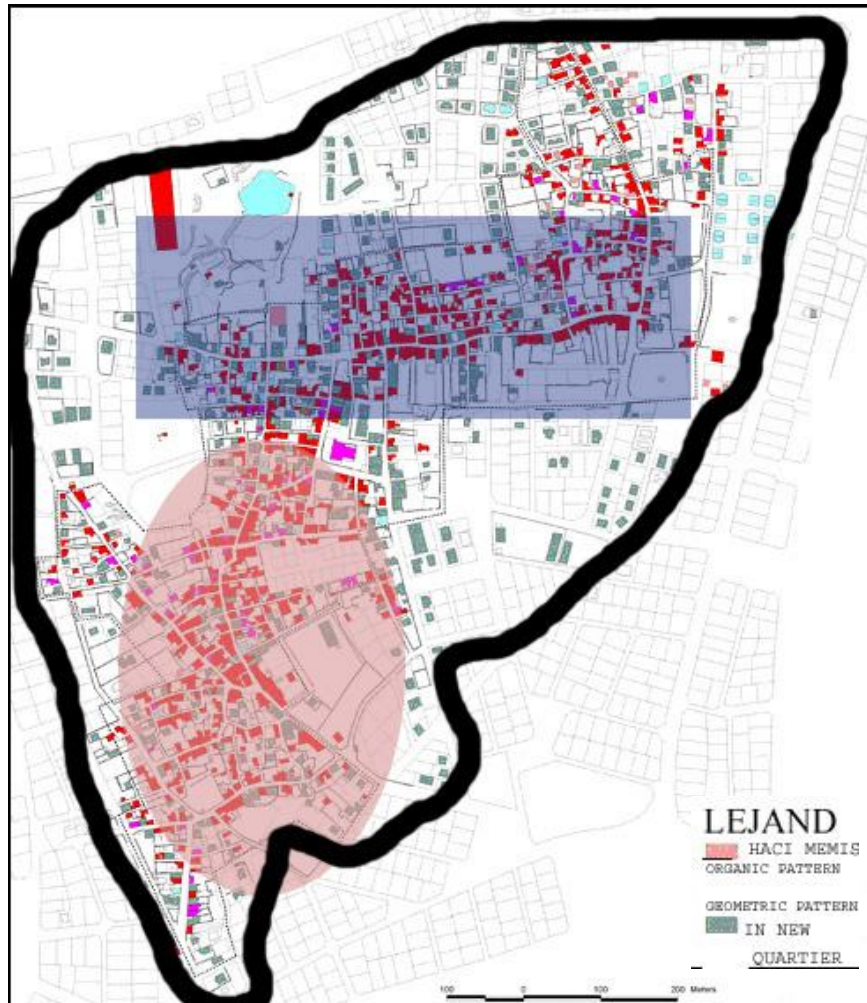 LEJAND
HACI MEMIS
ORGANIC PATTERN
GEOMETRIC PATTERN
IN NEW
QUARTIER
100 0 100 200 Meters